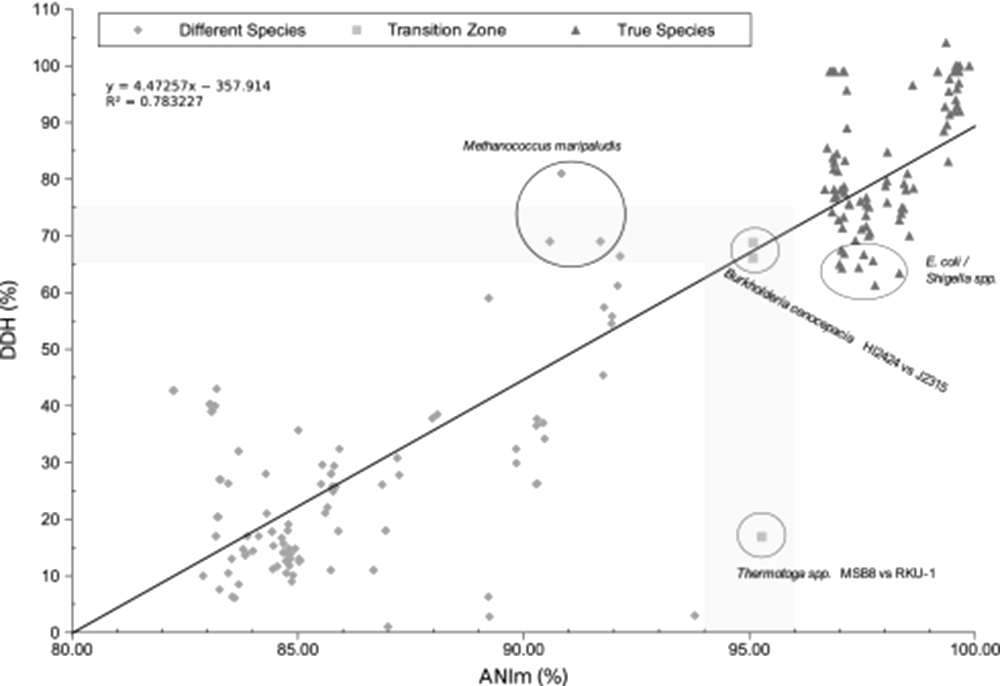 110
100
90
80
70
60
50
40
30
20
10
0
DDH (%)
Different Species Transition Zone True Species
y = 4.47257x − 357.914
R² = 0.783227
Methanococcus maripaludis
E. coli /
Shigella spp.
Burkholderia cenocepacia HI2424 vs J2315
Thermotoga spp. MSB8 vs RKU-1
80.00 85.00 90.00 95.00 100.00
ANIm (%)